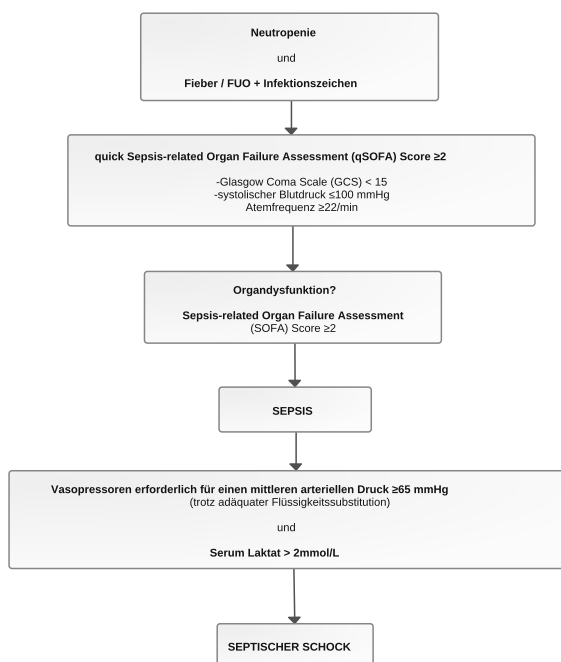 Neutropenie
und
Fieber / FUO + Infektionszeichen
quick Sepsis-related Organ Failure Assessment (qSOFA) Score ≥2
-Glasgow Coma Scale (GCS) < 15
-systolischer Blutdruck ≤100 mmHg
Atemfrequenz ≥22/min
Organdysfunktion?
Sepsis-related Organ Failure Assessment
(SOFA) Score ≥2
SEPSIS
Vasopressoren erforderlich für einen mittleren arteriellen Druck ≥65 mmHg
(trotz adäquater Flüssigkeitssubstitution)
und
Serum Laktat > 2mmol/L
SEPTISCHER SCHOCK